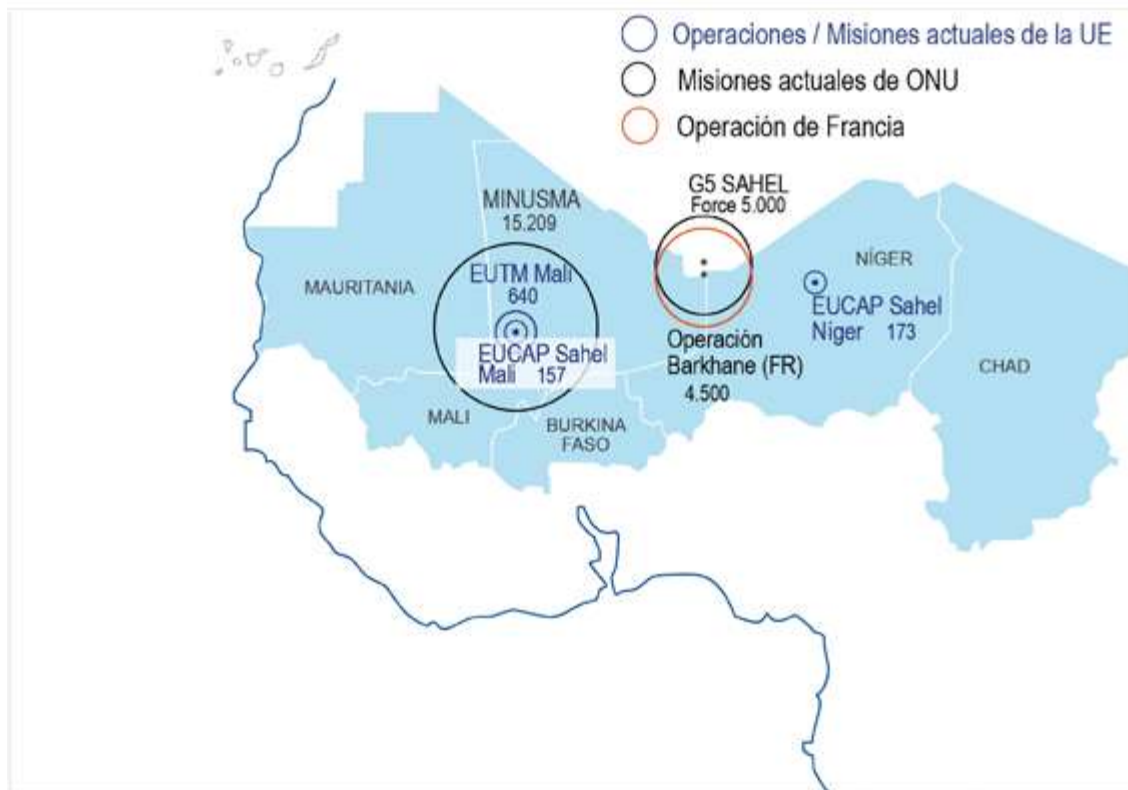 Operaciones / Misiones actuales de la UE
Misiones actuales de ONU
Operación de Francia
G5 SAHEL
Force 5.000
MINUSMA
15.209
EUTM Mali
640
EUCAP Sahel
Mali 157
MAURITANIA
NÍGER
EUCAP Sahel
Niger 173
Operación
Barkhane (FR)
4.500
CHAD
MALI
BURKINA
FASO